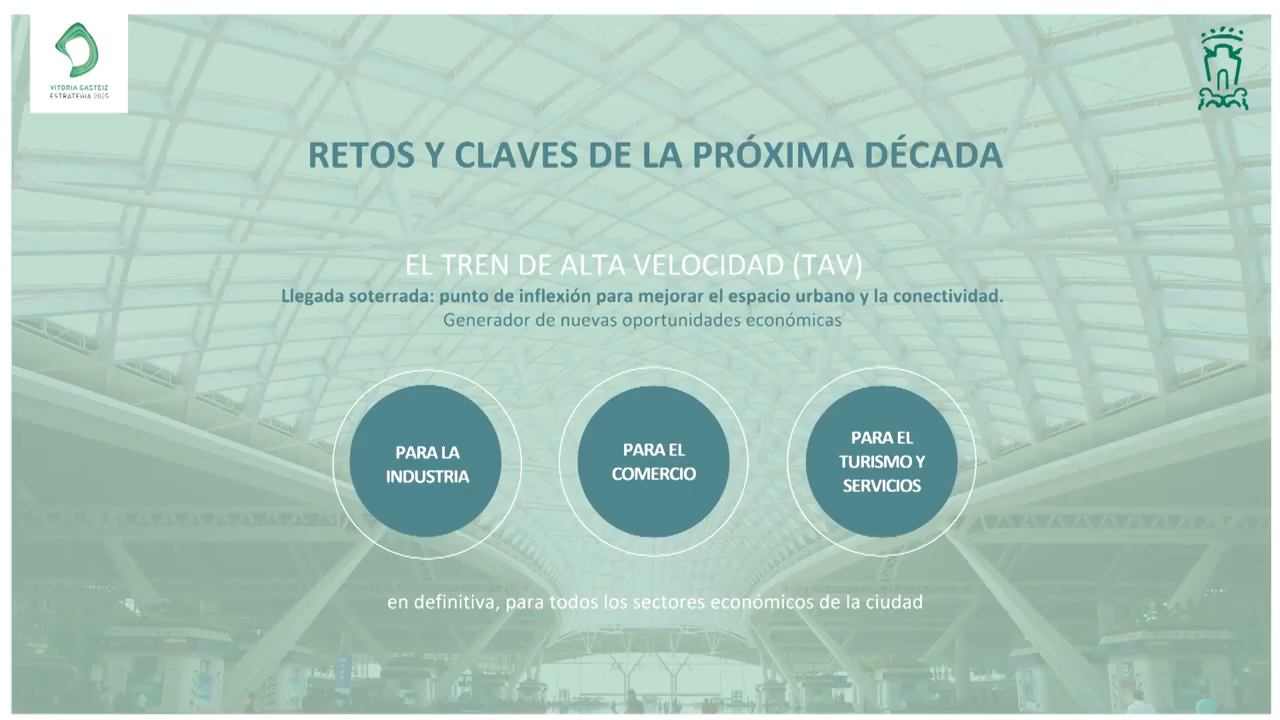 VITORIA GASTEIZ
ESTRATEGIA 2025
RETOS Y CLAVES DE LA PRÓXIMA DÉCADA
EL TREN DE ALTA VELOCIDAD (TAV)
Llegada soterrada: punto de inflexión para mejorar el espacio urbano y la conectividad.
Generador de nuevas oportunidades económicas
PARA LA
INDUSTRIA
PARA EL
COMERCIO
PARA EL
TURISMO Y
SERVICIOS
en definitiva, para todos los sectores económicos de la ciudad